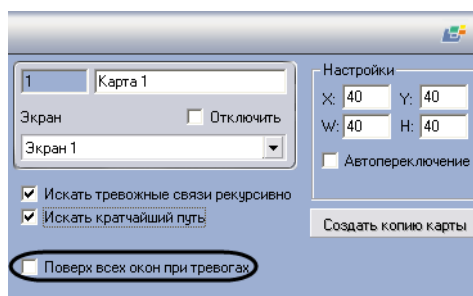 1 Карта 1
Экран Отключить
Экран 1
Искать тревожные связи рекурсивно
Искать кратчайший путь
Поверх всех окон при тревогах
Настройки
X: 40 Y: 40
W: 40 H: 40
Автопереключение
Создать копию карты